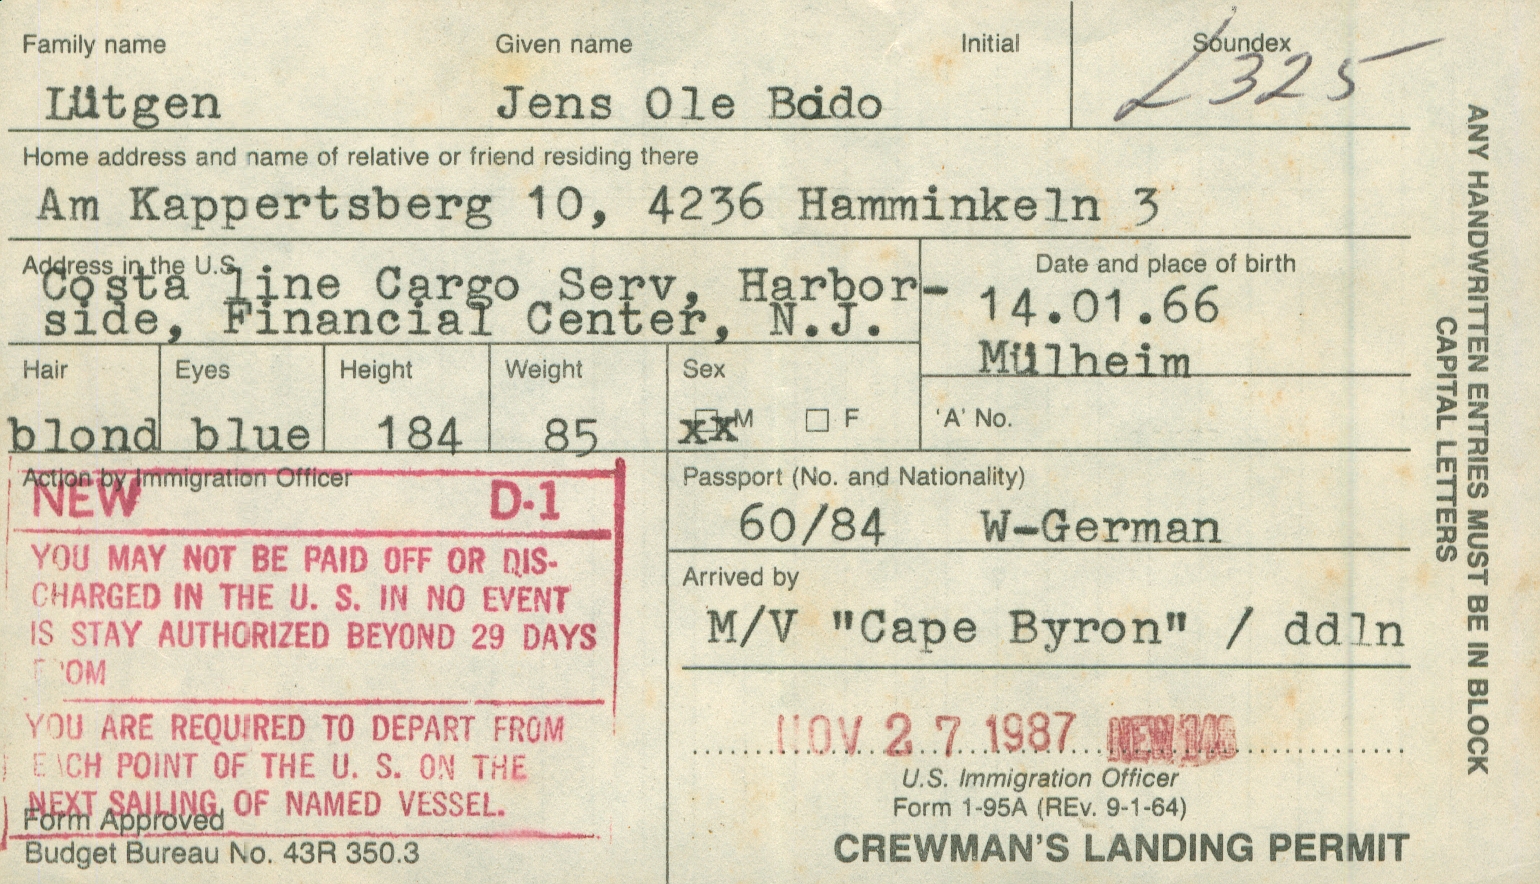 Family name Given name Initial Soundex
Lütgen Jens Ole Bodo L325
Home address and name of relative or friend residing there
Am Kappertsberg 10, 4236 Hamminkeln 3
Address in the U.S. Date and place of birth
Costa line Cargo Serv, Harbor-
side, Financial Center, N.J.
14.01.66
Mülheim
Hair Eyes Height Weight Sex
blond blue 184 85 xx M F 'A' No.
Action by Immigration Officer
NEW D-1
YOU MAY NOT BE PAID OFF OR DIS-
CHARGED IN THE U. S. IN NO EVENT
IS STAY AUTHORIZED BEYOND 29 DAYS
FROM
YOU ARE REQUIRED TO DEPART FROM
EACH POINT OF THE U. S. ON THE
NEXT SAILING OF NAMED VESSEL.
Form Approved
Budget Bureau No. 43R 350.3
Passport (No. and Nationality)
60/84 W-German
Arrived by
M/V "Cape Byron" / ddln
NOV 27 1987
U.S. Immigration Officer
Form 1-95A (REv. 9-1-64)
CREWMAN'S LANDING PERMIT
ANY HANDWRITTEN ENTRIES MUST BE IN BLOCK
CAPITAL LETTERS